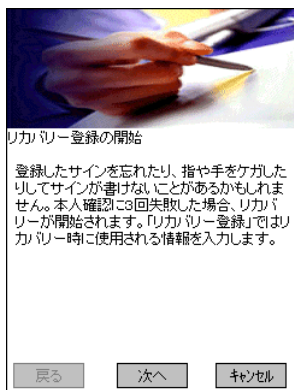 リカバリー登録の開始
登録したサインを忘れたり、指や手をケガした
りしてサインが書けないことがあるかもしれま
せん。本人確認に3回失敗した場合、リカバ
リーが開始されます。「リカバリー登録」ではリ
カバリー時に使用される情報を入力します。
戻る
次へ
キャンセル